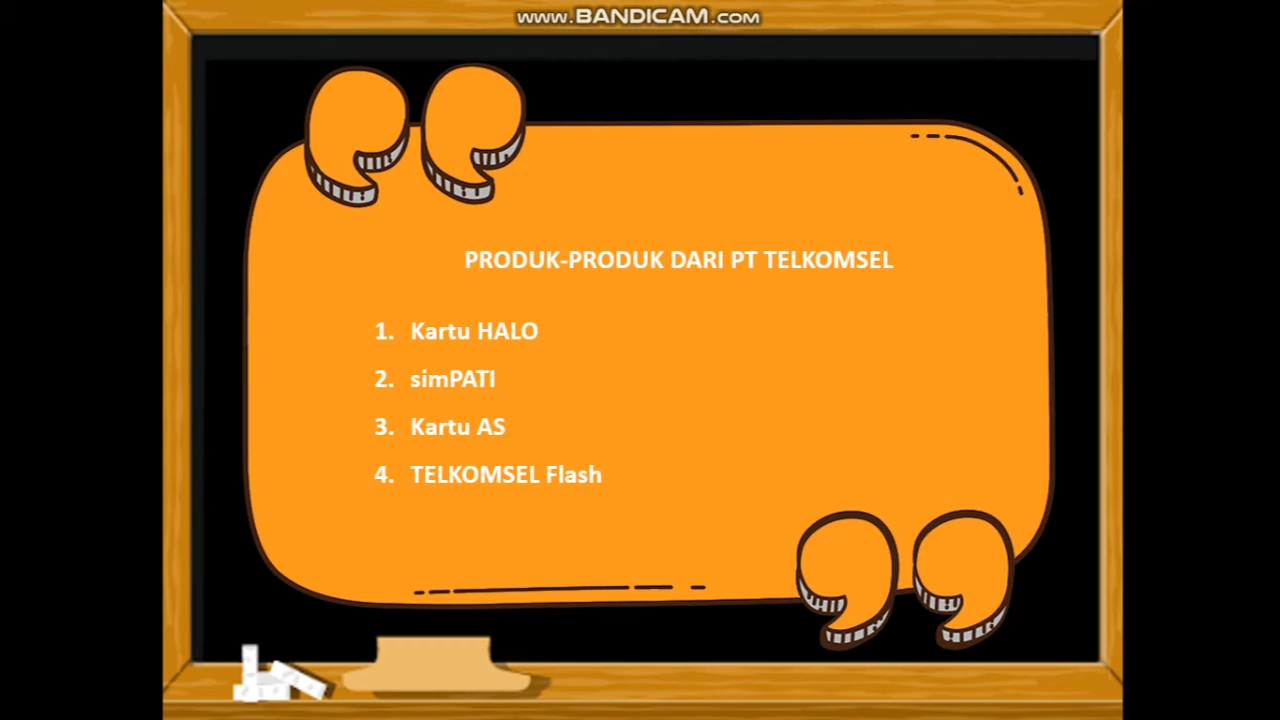 www.BANDICAM.com
PRODUK-PRODUK DARI PT TELKOMSEL
1. Kartu HALO
2. simPATI
3. Kartu AS
4. TELKOMSEL Flash